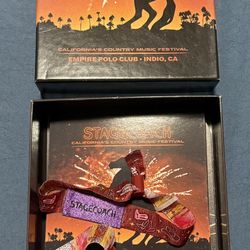 CALIFORNIA'S COUNTRY MUSIC FESTIVAL
EMPIRE POLO CLUB • INDIO, CA
STAGECOACH
CALIFORNIA'S COUNTRY MUSIC FESTIVAL
STAGECOACH